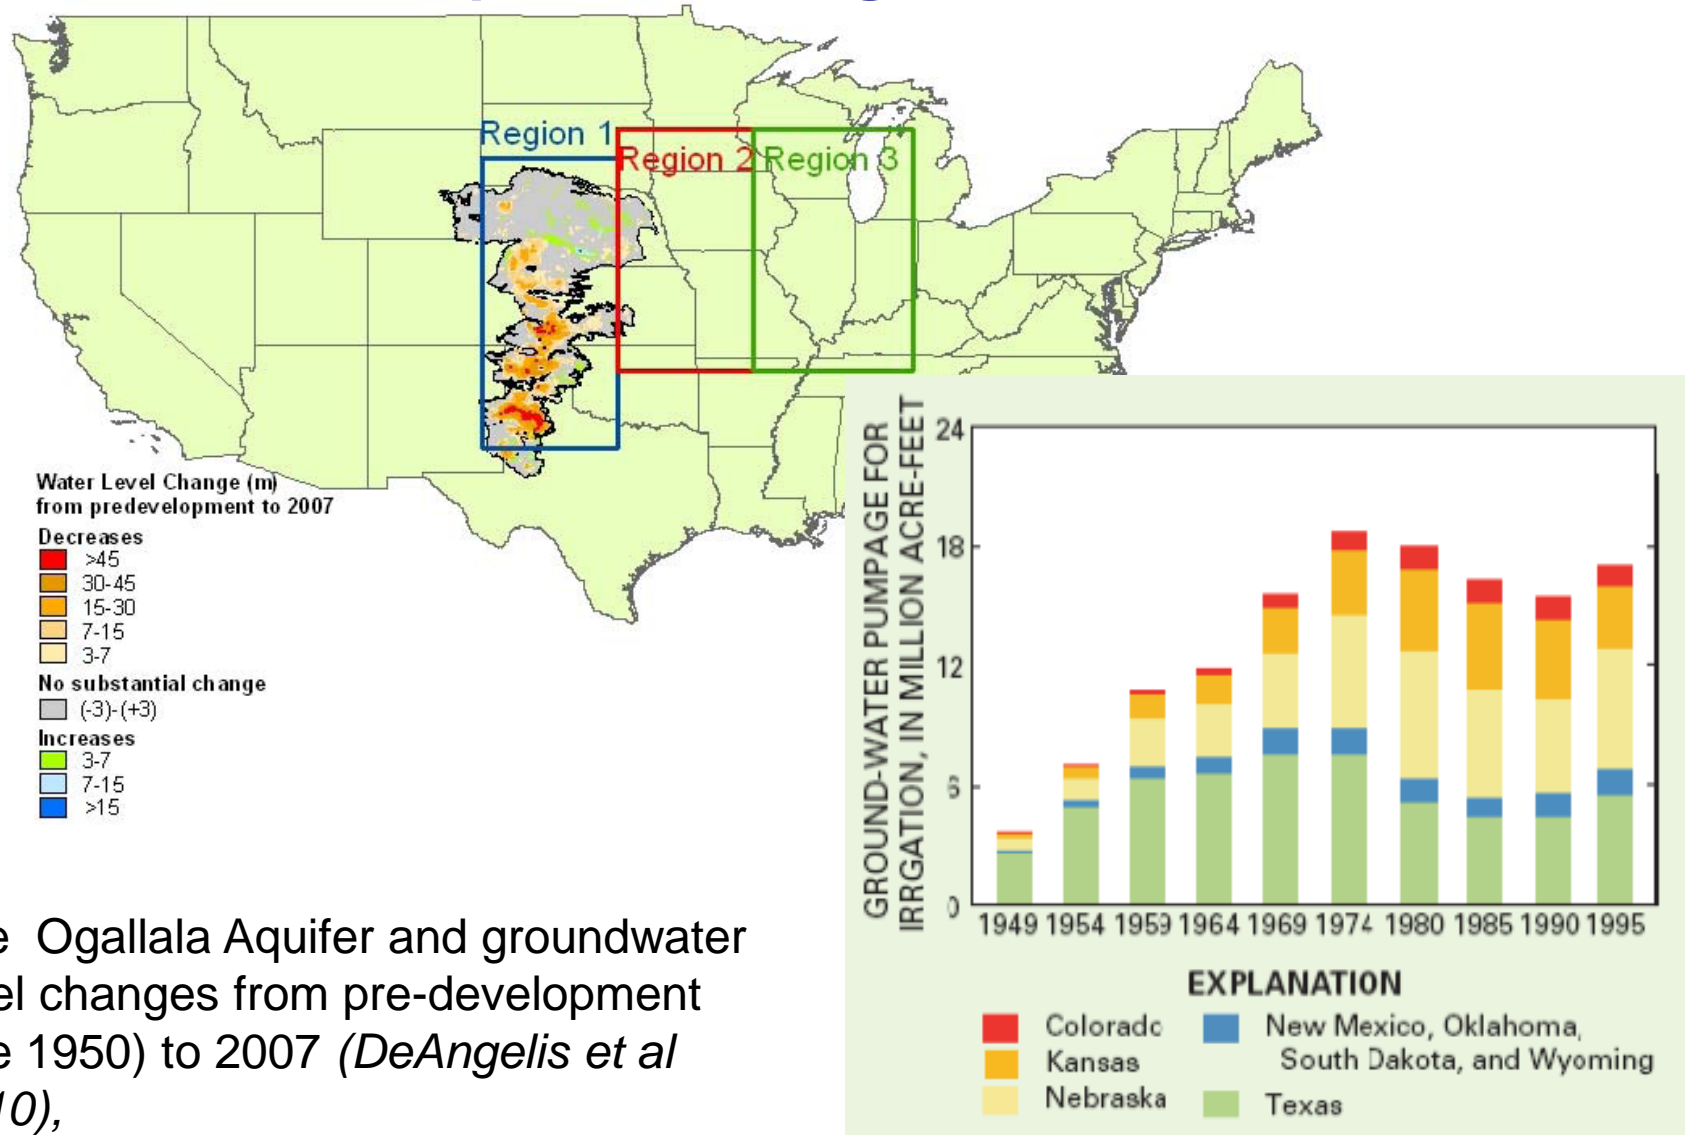 Region 1
Region 2
Region 3
Water Level Change (m)
from predevelopment to 2007
Decreases
>45
30-45
15-30
7-15
3-7
No substantial change
(-3)-(+3)
Increases
3-7
7-15
>15
Ogallala Aquifer and groundwater
changes from pre-development
1950) to 2007 (DeAngelis et al
10),
GROUND-WATER PUMPAGE FOR
IRRGATION, IN MILLION ACRE-FEET
24
18
12
6
0
1949 1954 1959 1964 1969 1974 1980 1985 1990 1995
EXPLANATION
Colorado
Kansas
Nebraska
New Mexico, Oklahoma,
South Dakota, and Wyoming
Texas